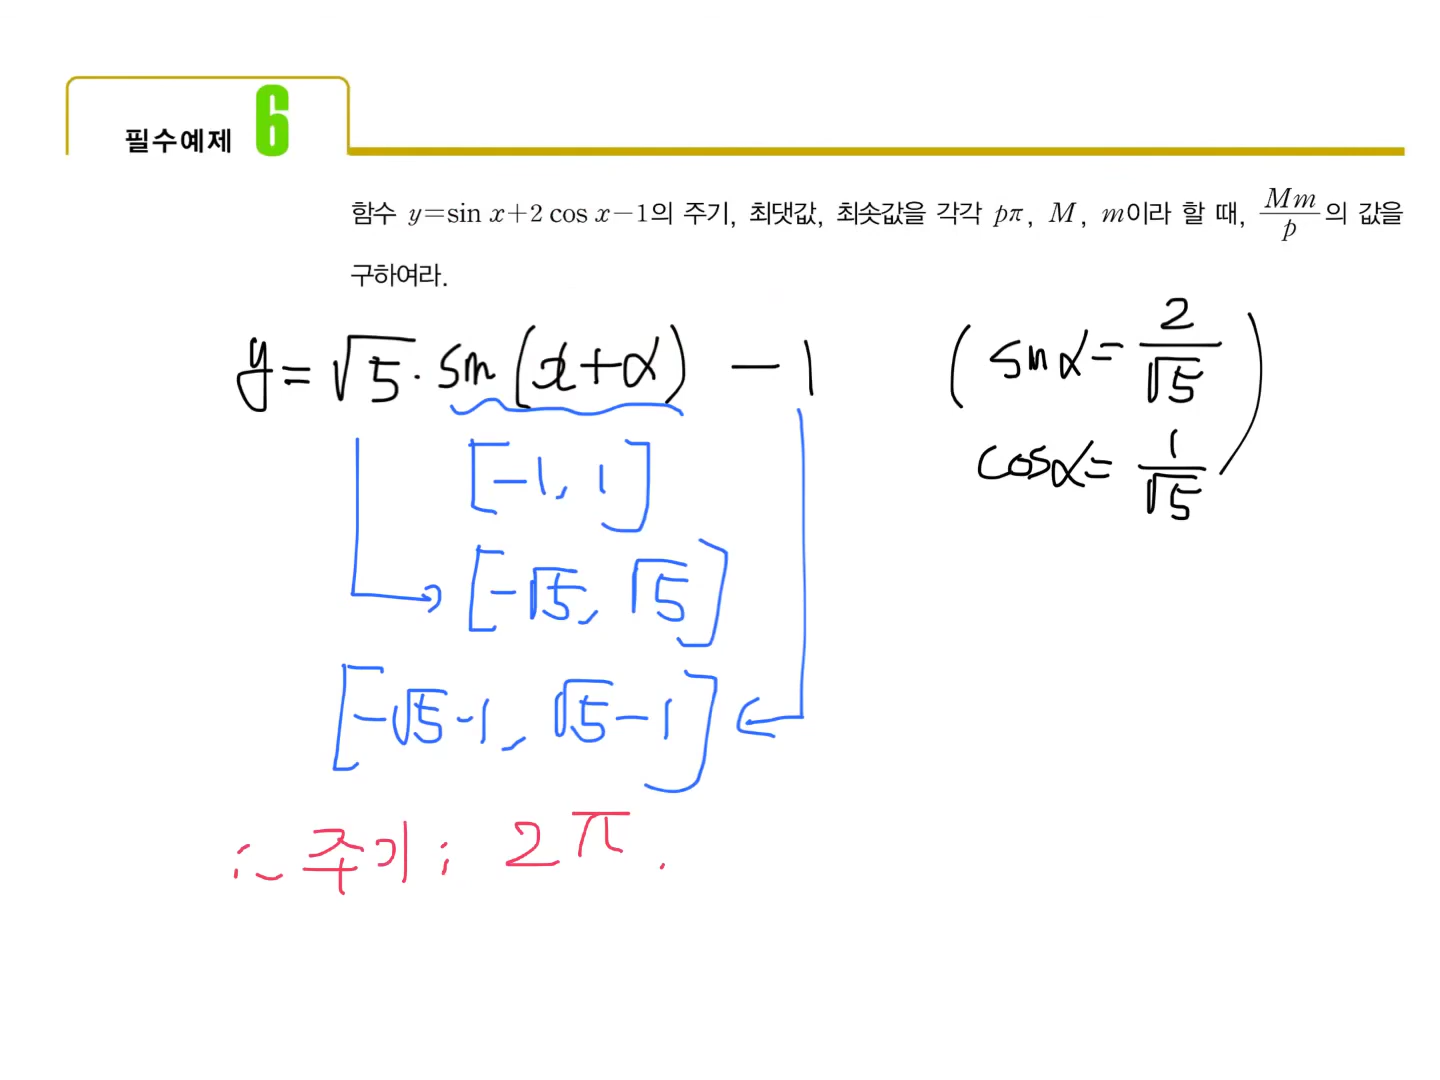 필수예제 6
함수 y=sin x+2 cos x−1의 주기, 최댓값, 최솟값을 각각 pπ, M, m이라 할 때, Mm/p의 값을
구하여라.
y = √5 · sin(x+α) − 1
( sinα = 2/√5
cosα = 1/√5 )
[−1, 1]
[−√5, √5]
[−√5−1, √5−1]
∴ 주기 : 2π .